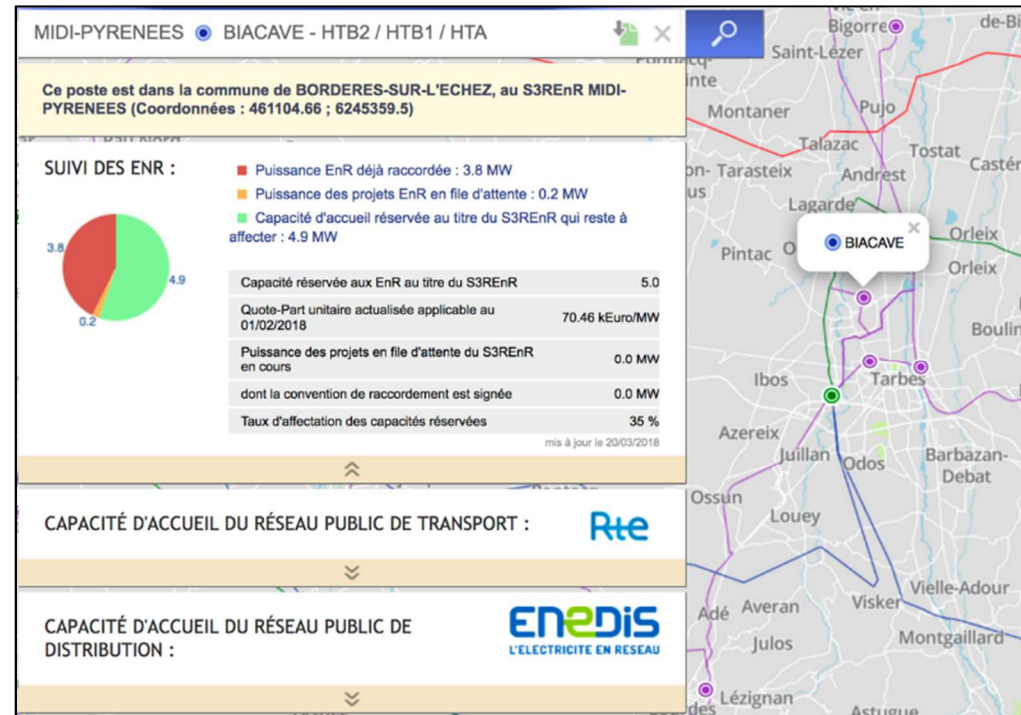 MIDI-PYRENEES BIACAVE - HTB2 / HTB1 / HTA
Ce poste est dans la commune de BORDERES-SUR-L'ECHEZ, au S3REnR MIDI-
PYRENEES (Coordonnées : 461104.66 ; 6245359.5)
SUIVI DES ENR :
Puissance EnR déjà raccordée : 3.8 MW
Puissance des projets EnR en file d'attente : 0.2 MW
Capacité d'accueil réservée au titre du S3REnR qui reste à
affecter : 4.9 MW
3.8
4.9
0.2
Capacité réservée aux EnR au titre du S3REnR 5.0
Quote-Part unitaire actualisée applicable au
01/02/2018 70.46 kEuro/MW
Puissance des projets en file d'attente du S3REnR
en cours 0.0 MW
dont la convention de raccordement est signée 0.0 MW
Taux d'affectation des capacités réservées 35 %
mis à jour le 20/03/2018
CAPACITÉ D'ACCUEIL DU RÉSEAU PUBLIC DE TRANSPORT :
Rte
CAPACITÉ D'ACCUEIL DU RÉSEAU PUBLIC DE
DISTRIBUTION :
ENEDIS
L'ELECTRICITE EN RESEAU
Bigorre
de-Bi
Saint-Lézer
inte
Montaner
Pujo
Talazac
Tostat
on- Tarasteix
Andrest
Castér
us
Lagarde
BIACAVE
Orleix
Pintac O
Orleix
Boulin
Ibos
Tarbes
Azereix
Juillan
Odos
Barbazan-
Debat
Ossun
Louey
Vielle-Adour
Adé
Averan
Visker
Julos
Montgaillard
Lézignan
des
Astugue